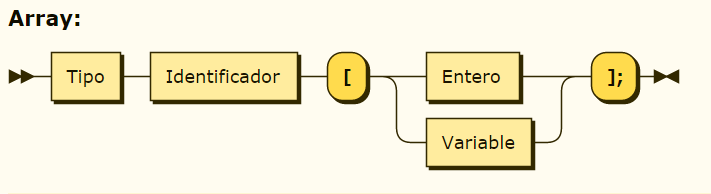 Array:
Tipo Identificador [ Entero ];
Variable